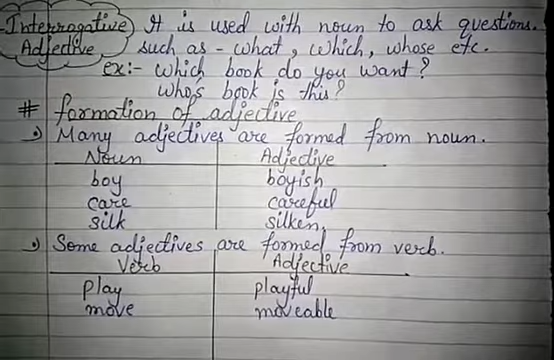 Interrogative It is used with noun to ask questions.
Adjective such as - what, which, whose etc.
ex:- Which book do you want?
Who's book is this?
# formation of adjective
Many adjectives are formed from noun.
Noun Adjective
boy boyish
care careful
silk silken
Some adjectives are formed from verb.
Verb Adjective
play playful
move moveable